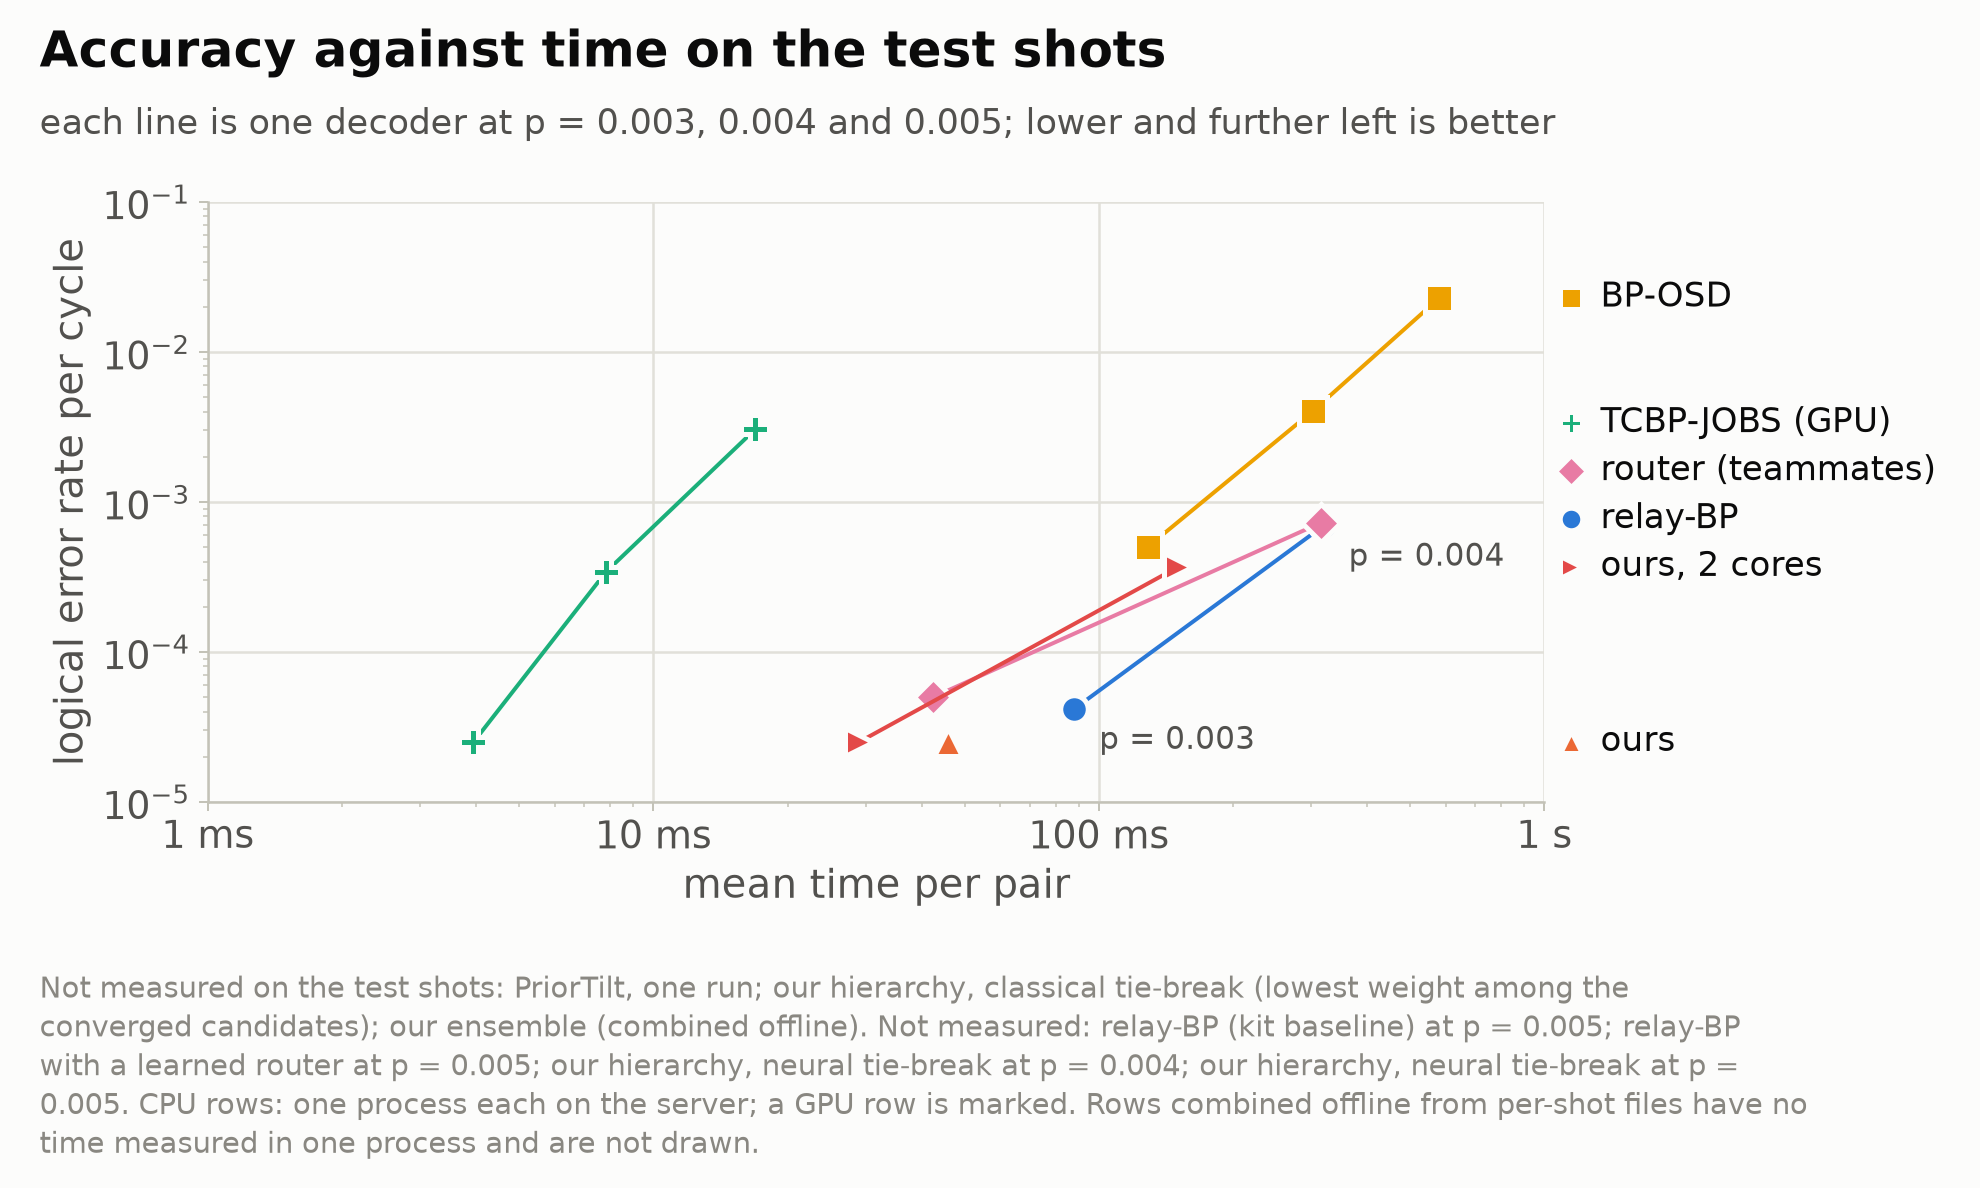 Accuracy against time on the test shots
each line is one decoder at p = 0.003, 0.004 and 0.005; lower and further left is better
logical error rate per cycle
10⁻¹
10⁻²
10⁻³
10⁻⁴
10⁻⁵
BP-OSD
TCBP-JOBS (GPU)
router (teammates)
relay-BP
ours, 2 cores
ours
p = 0.004
p = 0.003
1 ms
10 ms
100 ms
1 s
mean time per pair
Not measured on the test shots: PriorTilt, one run; our hierarchy, classical tie-break (lowest weight among the
converged candidates); our ensemble (combined offline). Not measured: relay-BP (kit baseline) at p = 0.005; relay-BP
with a learned router at p = 0.005; our hierarchy, neural tie-break at p = 0.004; our hierarchy, neural tie-break at p =
0.005. CPU rows: one process each on the server; a GPU row is marked. Rows combined offline from per-shot files have no
time measured in one process and are not drawn.